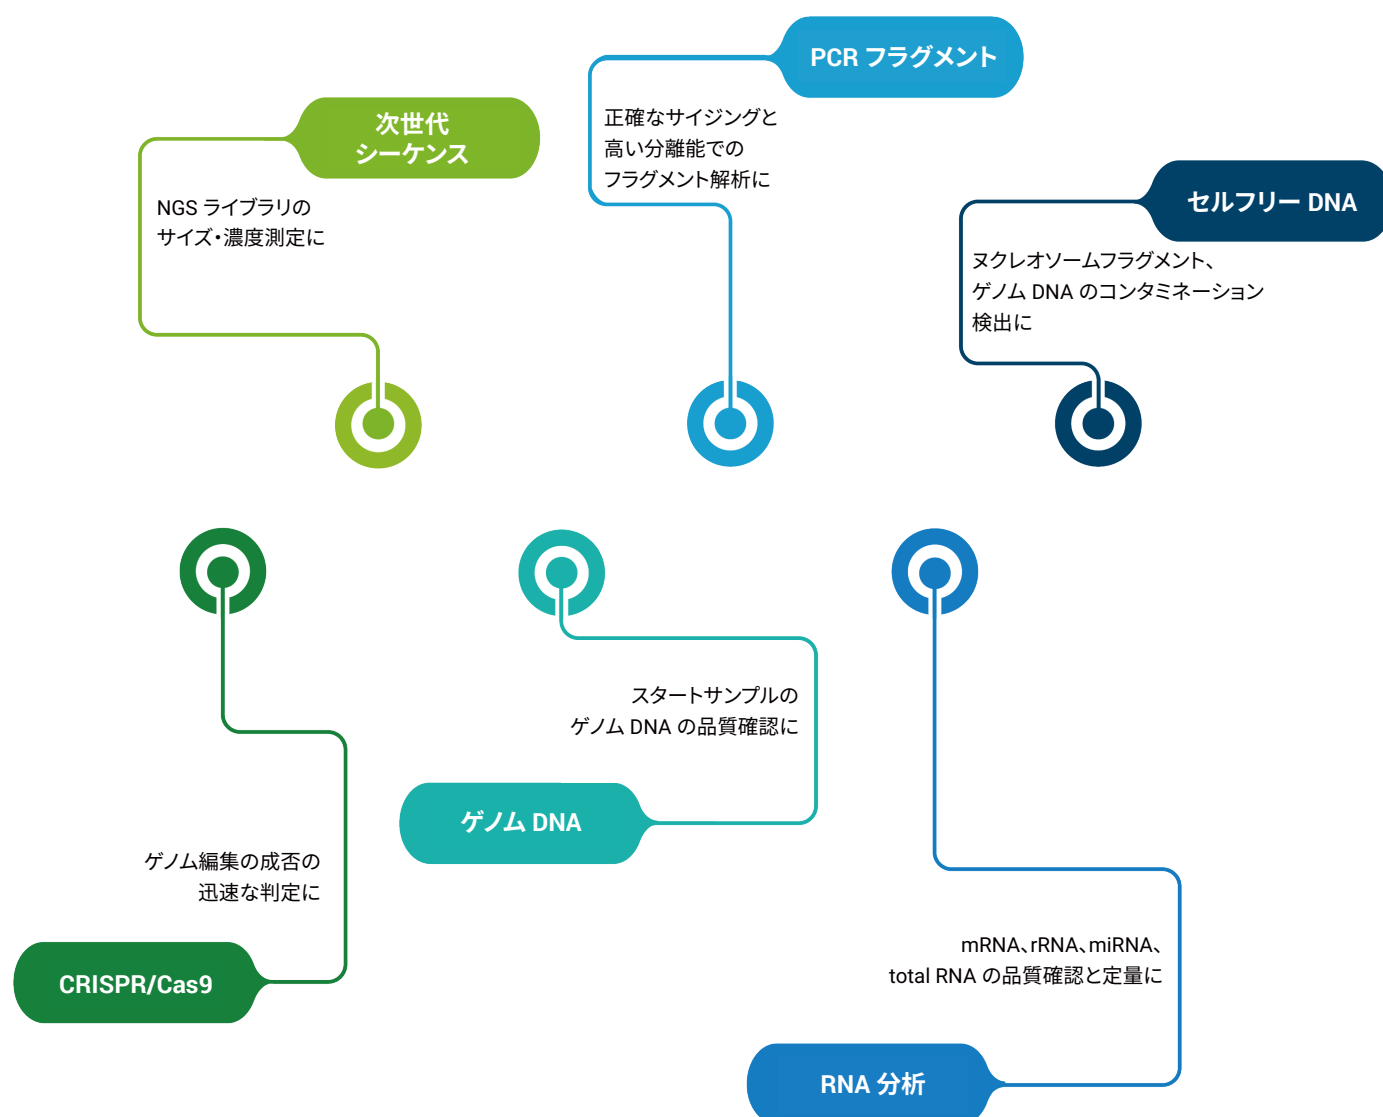 PCR フラグメント
正確なサイジングと
高い分離能での
フラグメント解析に
次世代
シーケンス
NGS ライブラリの
サイズ・濃度測定に
セルフリー DNA
ヌクレオソームフラグメント、
ゲノム DNA のコンタミネーション
検出に
スタートサンプルの
ゲノム DNA の品質確認に
ゲノム DNA
ゲノム編集の成否の
迅速な判定に
CRISPR/Cas9
mRNA、rRNA、miRNA、
total RNA の品質確認と定量に
RNA 分析